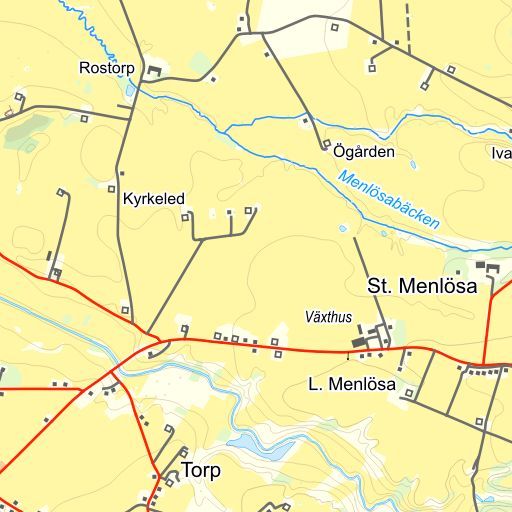 Rostorp
Ögården
Iva
Kyrkeled
Menlösabäcken
St. Menlösa
Växthus
L. Menlösa
Torp